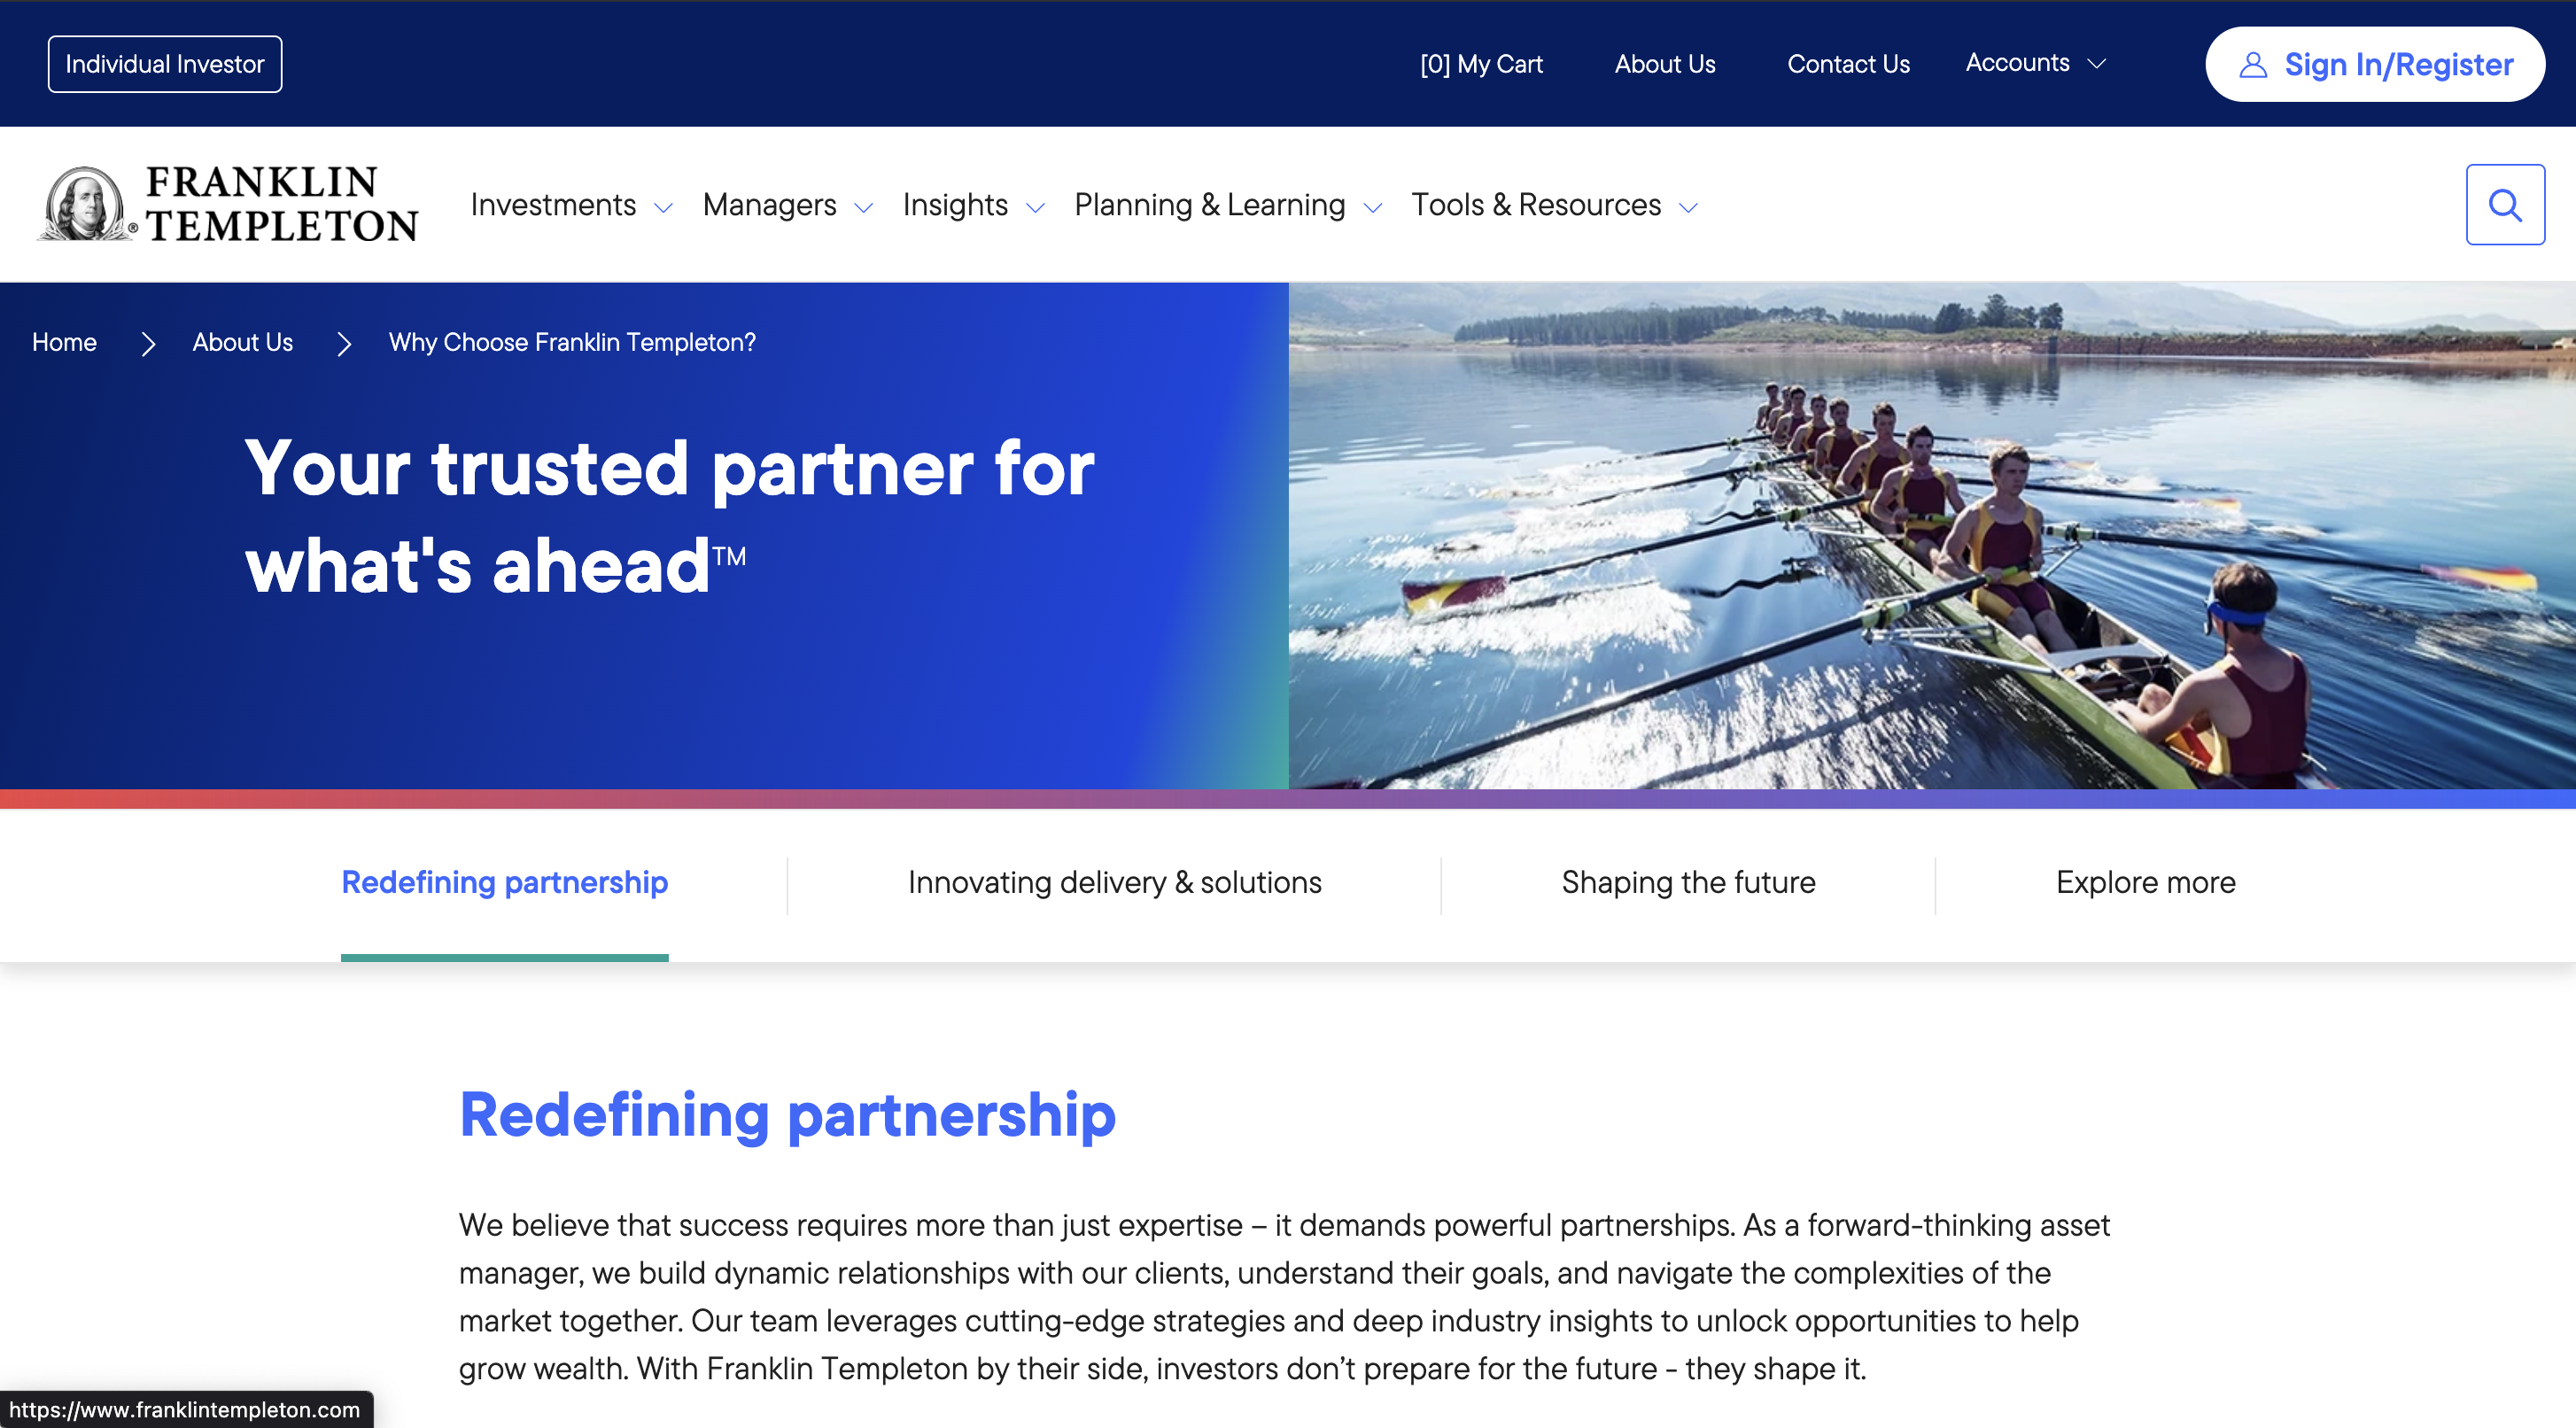 Individual Investor
[0] My Cart
About Us
Contact Us
Accounts
Sign In/Register
FRANKLIN
TEMPLETON
®
Investments
Managers
Insights
Planning & Learning
Tools & Resources
Home
About Us
Why Choose Franklin Templeton?
Your trusted partner for
what's ahead™
Redefining partnership
Innovating delivery & solutions
Shaping the future
Explore more
Redefining partnership
We believe that success requires more than just expertise – it demands powerful partnerships. As a forward-thinking asset
manager, we build dynamic relationships with our clients, understand their goals, and navigate the complexities of the
market together. Our team leverages cutting-edge strategies and deep industry insights to unlock opportunities to help
grow wealth. With Franklin Templeton by their side, investors don’t prepare for the future - they shape it.
https://www.franklintempleton.com